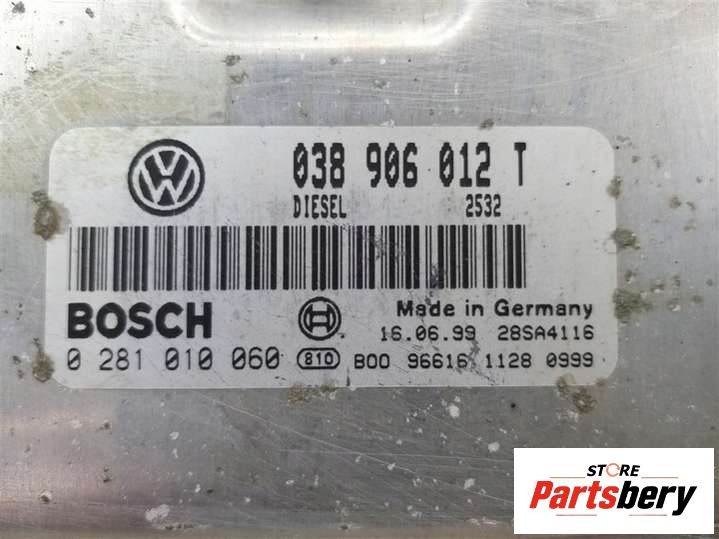 038 906 012 T
DIESEL 2532
BOSCH Made in Germany
16.06.99 28SA4116
0 281 010 060 810 B00 96616 1128 0999
STORE
Partsbery